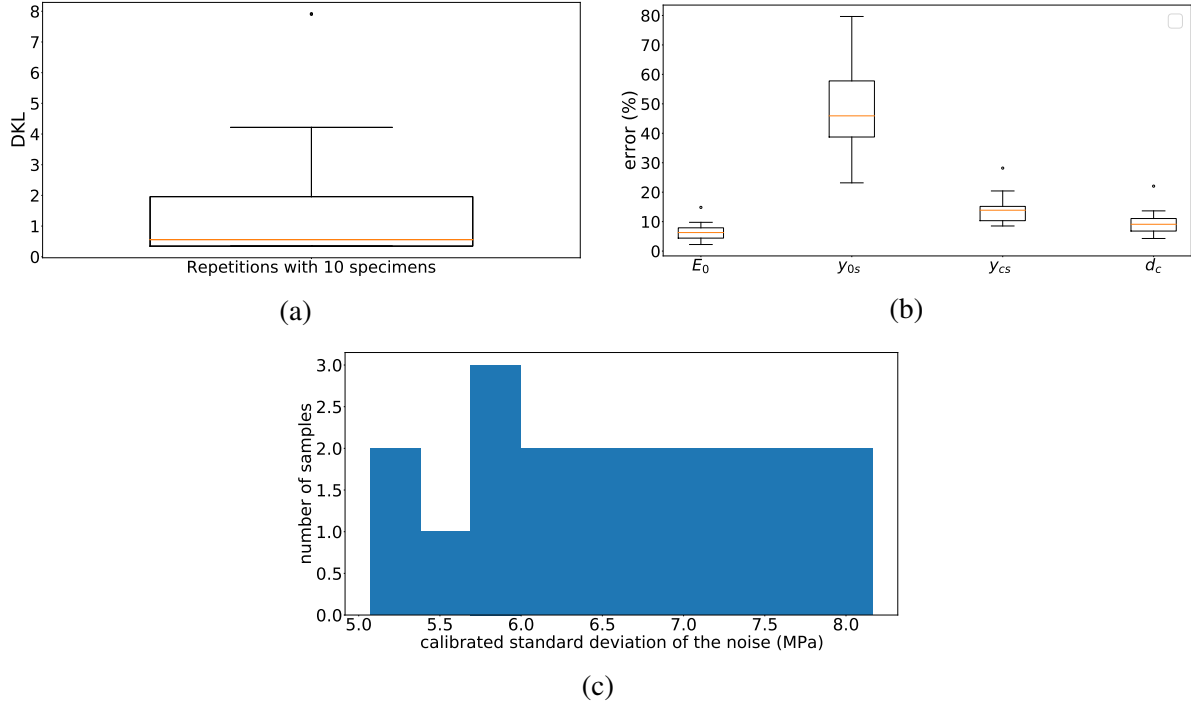 8
7
6
5
4
3
2
1
0
DKL
Repetitions with 10 specimens
(a)
80
70
60
50
40
30
20
10
0
error (%)
E₀ y₀ₛ y_cs d_c
(b)
3.0
2.5
2.0
1.5
1.0
0.5
0.0
number of samples
5.0 5.5 6.0 6.5 7.0 7.5 8.0
calibrated standard deviation of the noise (MPa)
(c)